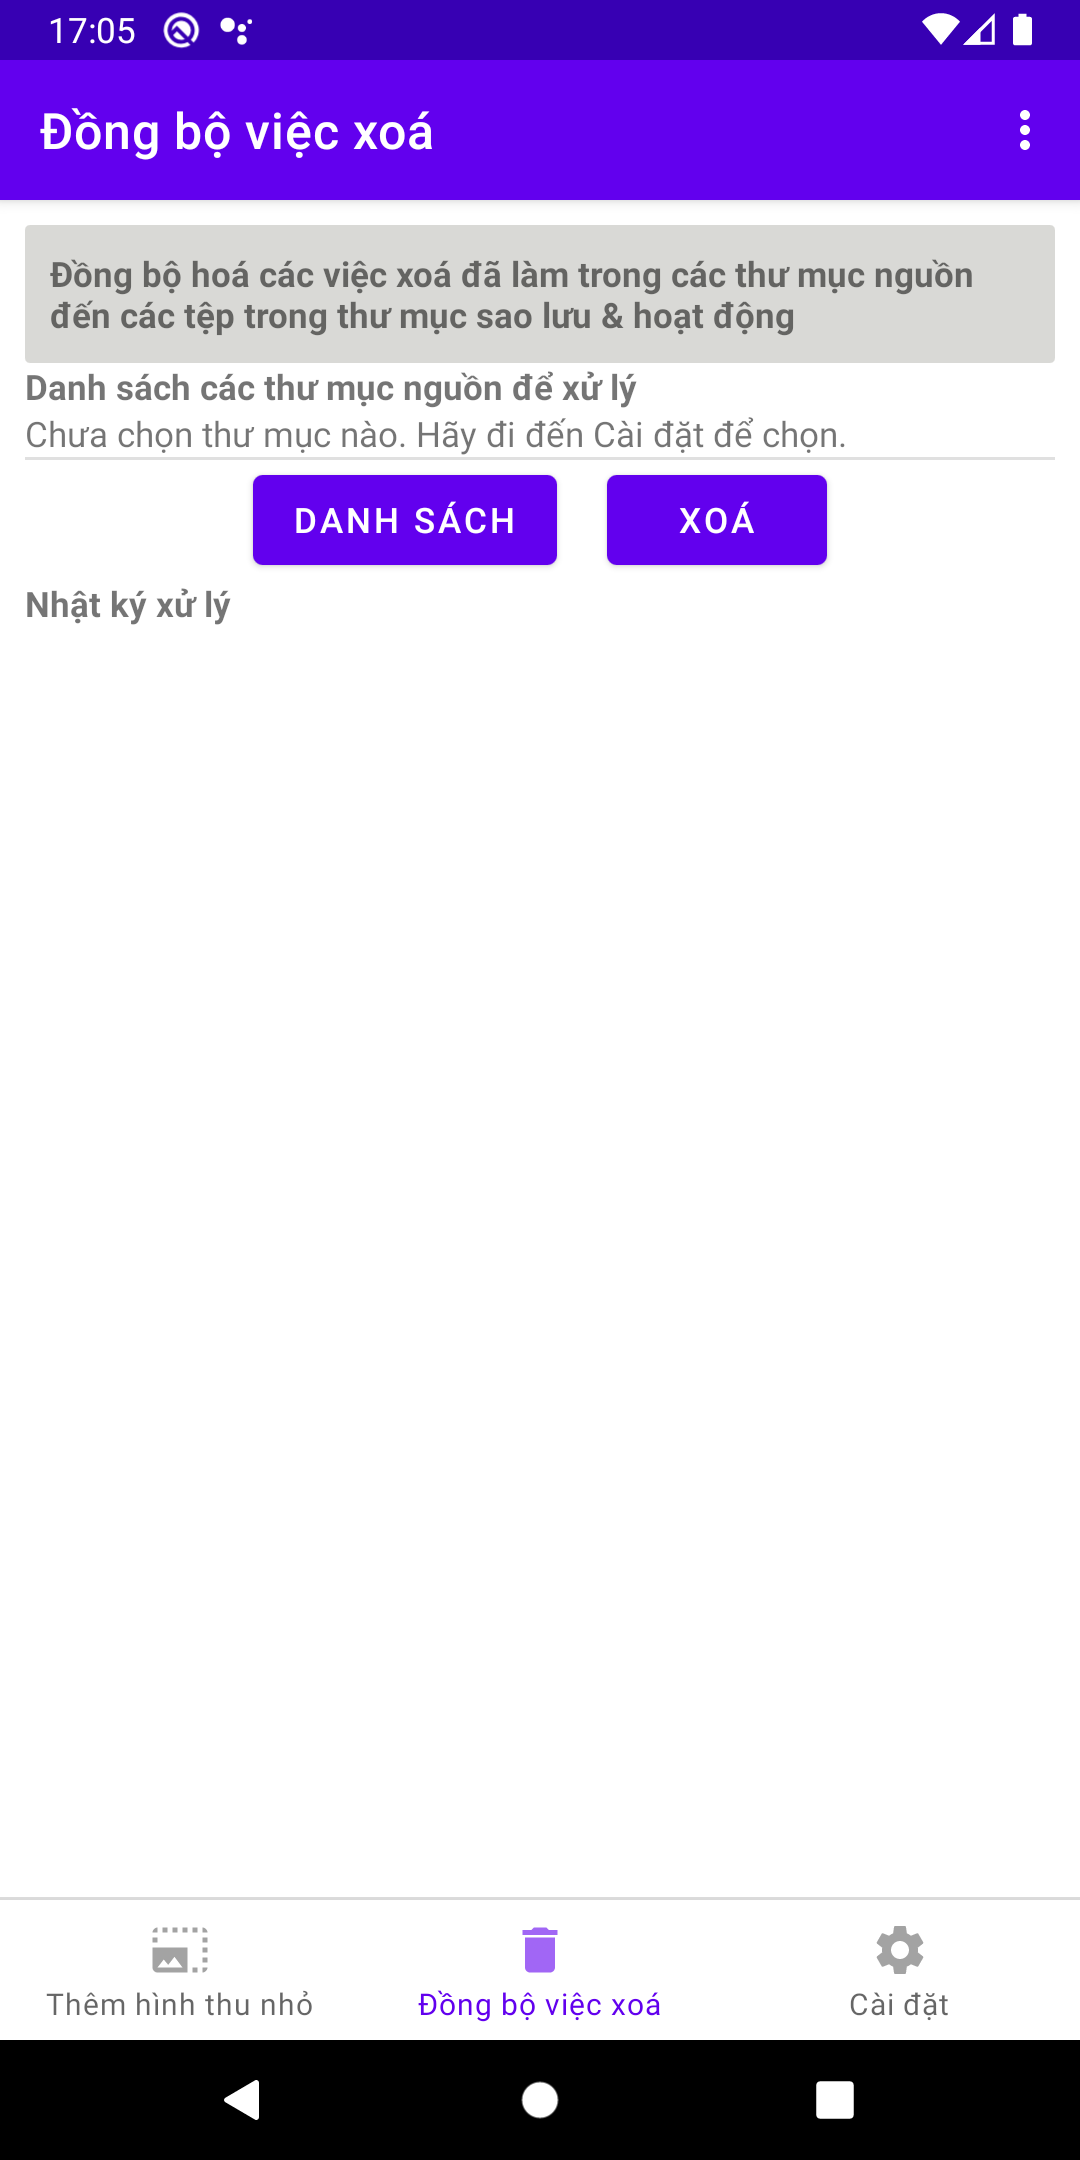 17:05
Đồng bộ việc xoá
Đồng bộ hoá các việc xoá đã làm trong các thư mục nguồn
đến các tệp trong thư mục sao lưu & hoạt động
Danh sách các thư mục nguồn để xử lý
Chưa chọn thư mục nào. Hãy đi đến Cài đặt để chọn.
DANH SÁCH XOÁ
Nhật ký xử lý
Thêm hình thu nhỏ Đồng bộ việc xoá Cài đặt